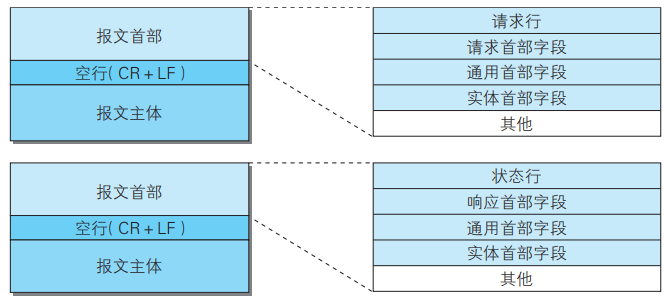 报文首部
空行( CR + LF )
报文主体
请求行
请求首部字段
通用首部字段
实体首部字段
其他
报文首部
空行( CR + LF )
报文主体
状态行
响应首部字段
通用首部字段
实体首部字段
其他